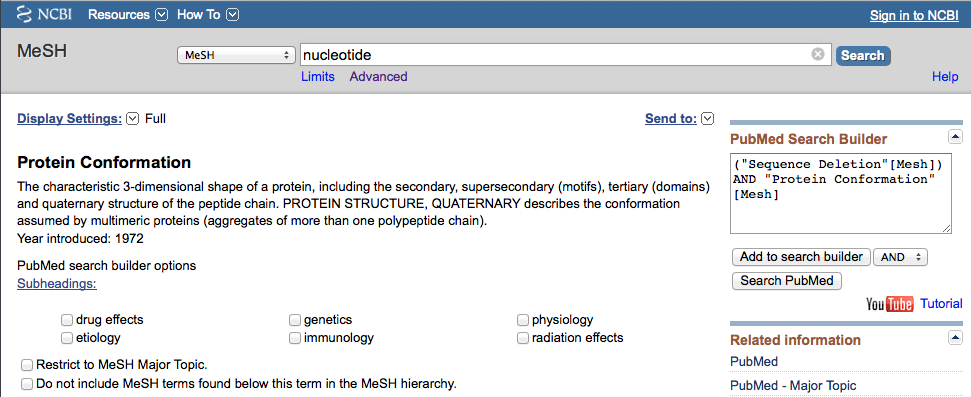 NCBI Resources How To Sign in to NCBI
MeSH MeSH nucleotide Search
Limits Advanced Help
Display Settings: Full Send to:
Protein Conformation
The characteristic 3-dimensional shape of a protein, including the secondary, supersecondary (motifs), tertiary (domains)
and quaternary structure of the peptide chain. PROTEIN STRUCTURE, QUATERNARY describes the conformation
assumed by multimeric proteins (aggregates of more than one polypeptide chain).
Year introduced: 1972
PubMed search builder options
Subheadings:
drug effects genetics physiology
etiology immunology radiation effects
Restrict to MeSH Major Topic.
Do not include MeSH terms found below this term in the MeSH hierarchy.
PubMed Search Builder
("Sequence Deletion"[Mesh])
AND "Protein Conformation"
[Mesh]
Add to search builder AND
Search PubMed
YouTube Tutorial
Related information
PubMed
PubMed - Major Topic